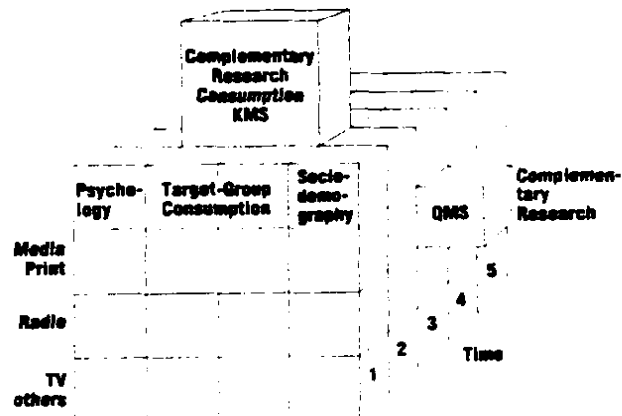 Complementary
Research
Consumption
KMS
Psycho-
logy
Target-Group
Consumption
Socio-
demo-
graphy
QMS
Complemen-
tary
Research
Media
Print
Radio
TV
others
1
2
3
4
5
Time